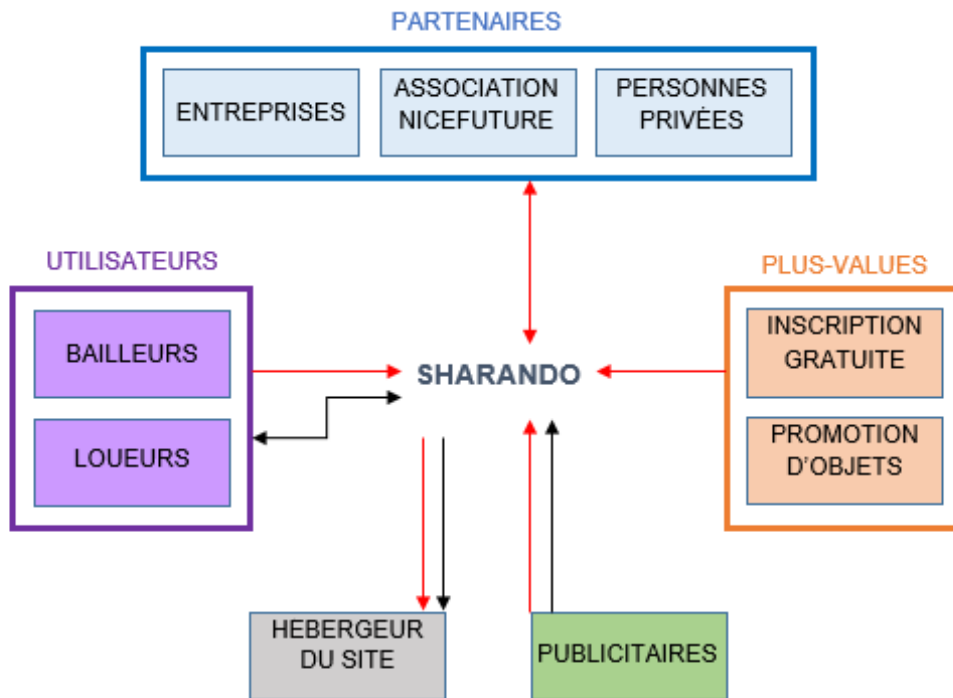 PARTENAIRES
ENTREPRISES
ASSOCIATION
NICEFUTURE
PERSONNES
PRIVÉES
UTILISATEURS
BAILLEURS
LOUEURS
SHARANDO
PLUS-VALUES
INSCRIPTION
GRATUITE
PROMOTION
D'OBJETS
HEBERGEUR
DU SITE
PUBLICITAIRES